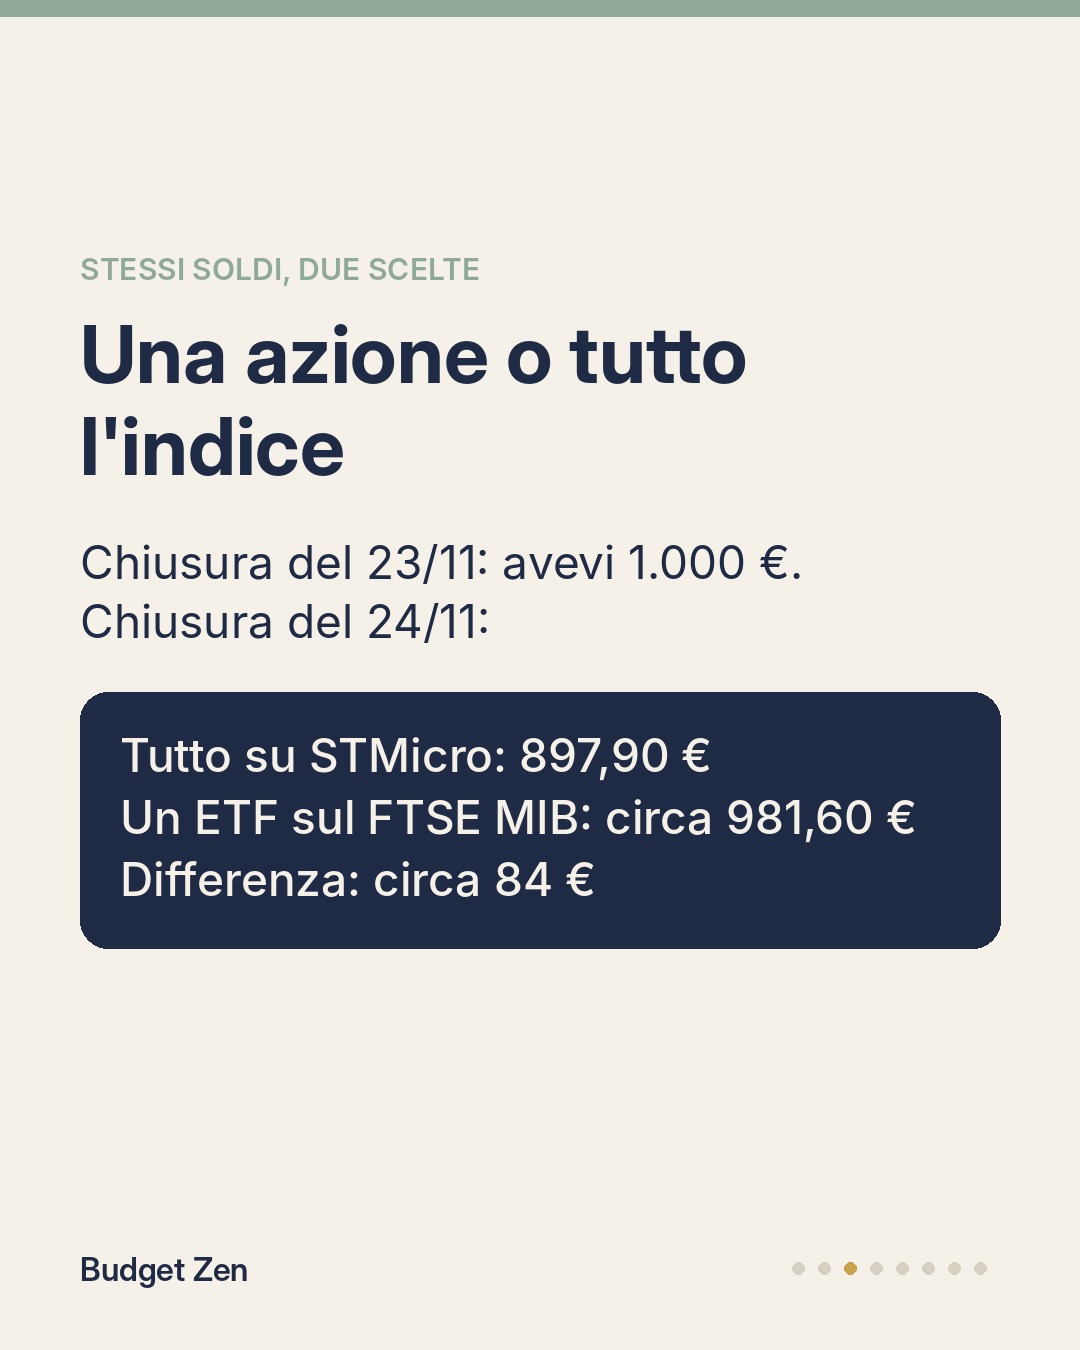 STESSI SOLDI, DUE SCELTE
Una azione o tutto
l'indice
Chiusura del 23/11: avevi 1.000 €.
Chiusura del 24/11:
Tutto su STMicro: 897,90 €
Un ETF sul FTSE MIB: circa 981,60 €
Differenza: circa 84 €
Budget Zen